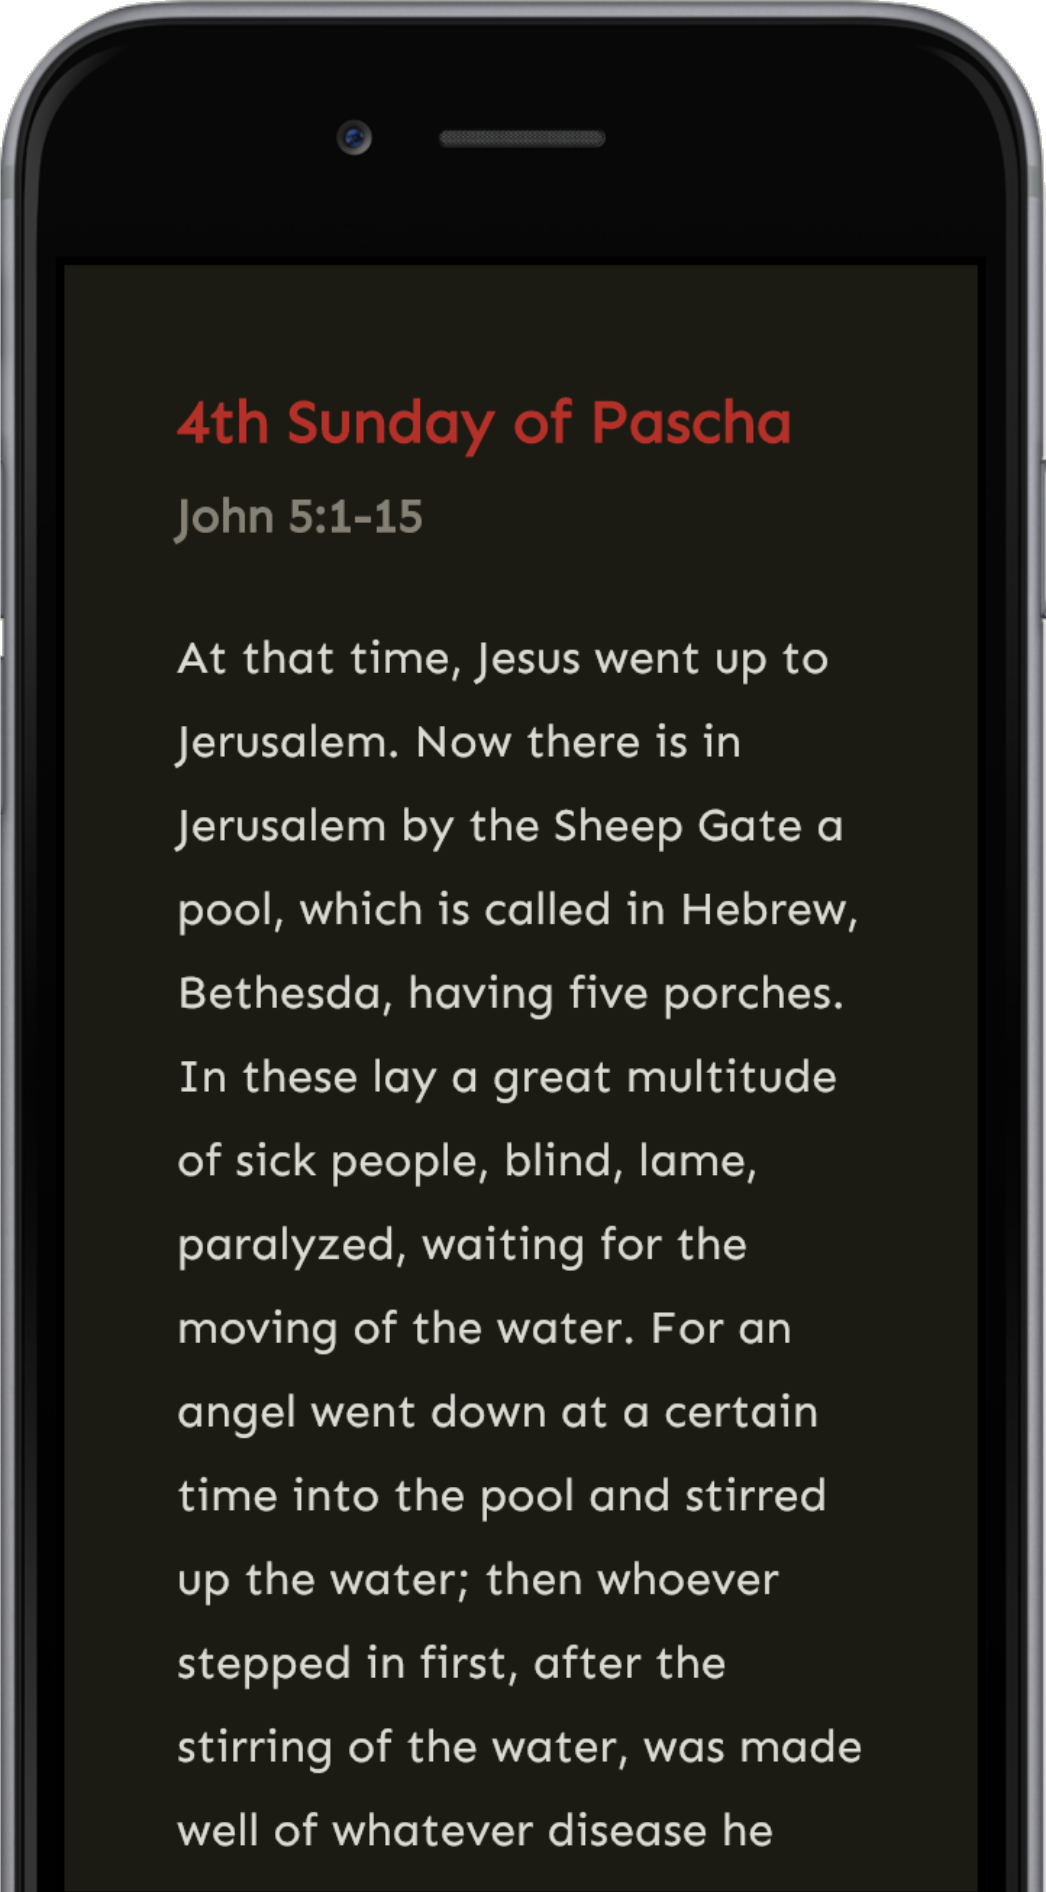 4th Sunday of Pascha
John 5:1-15
At that time, Jesus went up to
Jerusalem. Now there is in
Jerusalem by the Sheep Gate a
pool, which is called in Hebrew,
Bethesda, having five porches.
In these lay a great multitude
of sick people, blind, lame,
paralyzed, waiting for the
moving of the water. For an
angel went down at a certain
time into the pool and stirred
up the water; then whoever
stepped in first, after the
stirring of the water, was made
well of whatever disease he